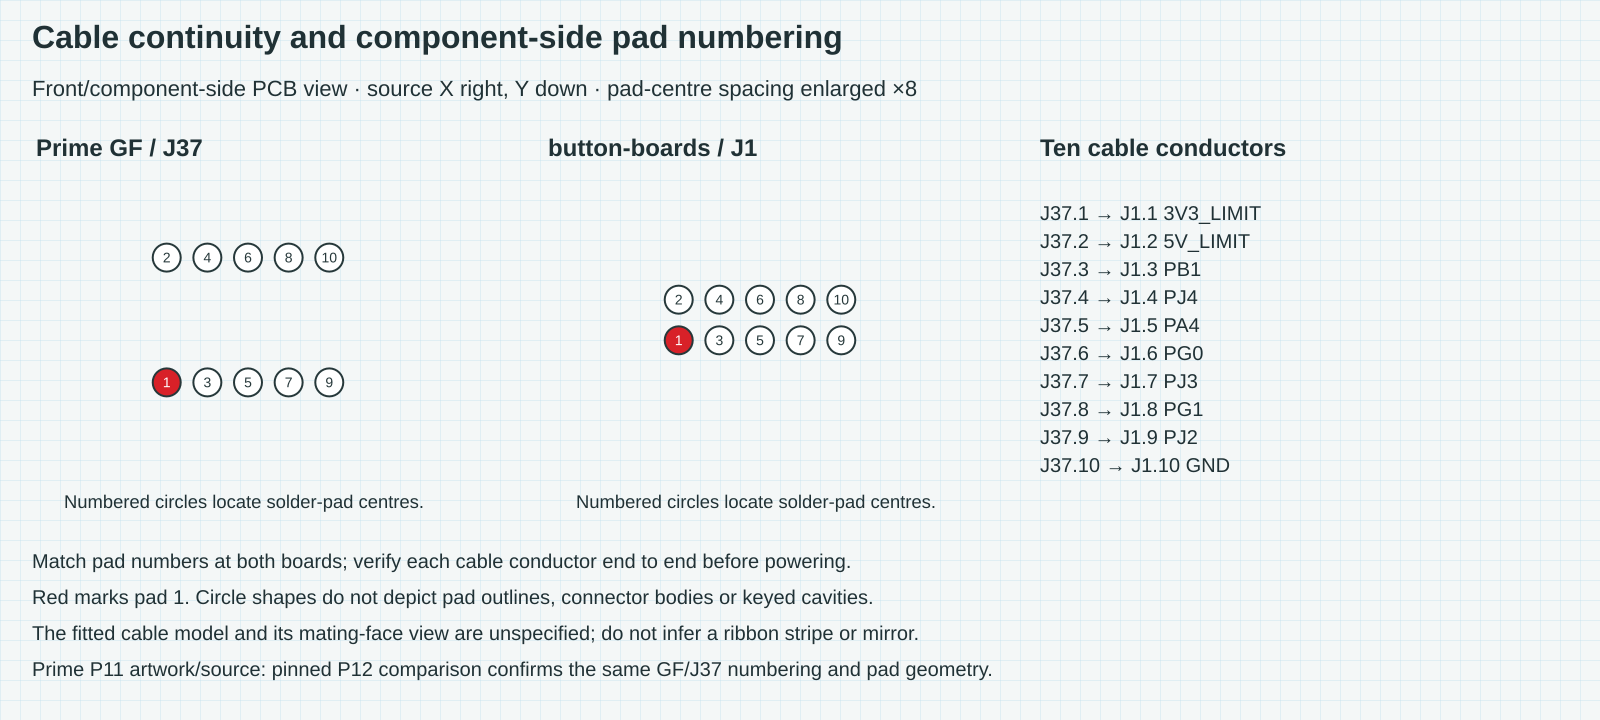 Cable continuity and component-side pad numbering
Front/component-side PCB view · source X right, Y down · pad-centre spacing enlarged ×8
Prime GF / J37
2 4 6 8 10
1 3 5 7 9
Numbered circles locate solder-pad centres.
button-boards / J1
2 4 6 8 10
1 3 5 7 9
Numbered circles locate solder-pad centres.
Ten cable conductors
J37.1 → J1.1 3V3_LIMIT
J37.2 → J1.2 5V_LIMIT
J37.3 → J1.3 PB1
J37.4 → J1.4 PJ4
J37.5 → J1.5 PA4
J37.6 → J1.6 PG0
J37.7 → J1.7 PJ3
J37.8 → J1.8 PG1
J37.9 → J1.9 PJ2
J37.10 → J1.10 GND
Match pad numbers at both boards; verify each cable conductor end to end before powering.
Red marks pad 1. Circle shapes do not depict pad outlines, connector bodies or keyed cavities.
The fitted cable model and its mating-face view are unspecified; do not infer a ribbon stripe or mirror.
Prime P11 artwork/source: pinned P12 comparison confirms the same GF/J37 numbering and pad geometry.